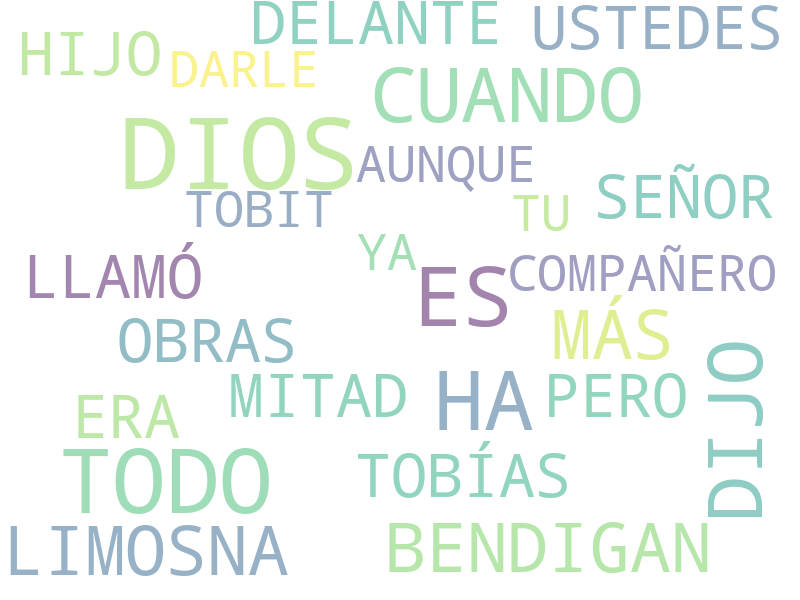 DELANTE USTEDES
HIJO DARLE
CUANDO
DIOS AUNQUE
TOBIT TU SEÑOR
YA
LLAMÓ ES COMPAÑERO
OBRAS MÁS
MITAD HA PERO
ERA DIJO
TODO TOBÍAS
LIMOSNA BENDIGAN